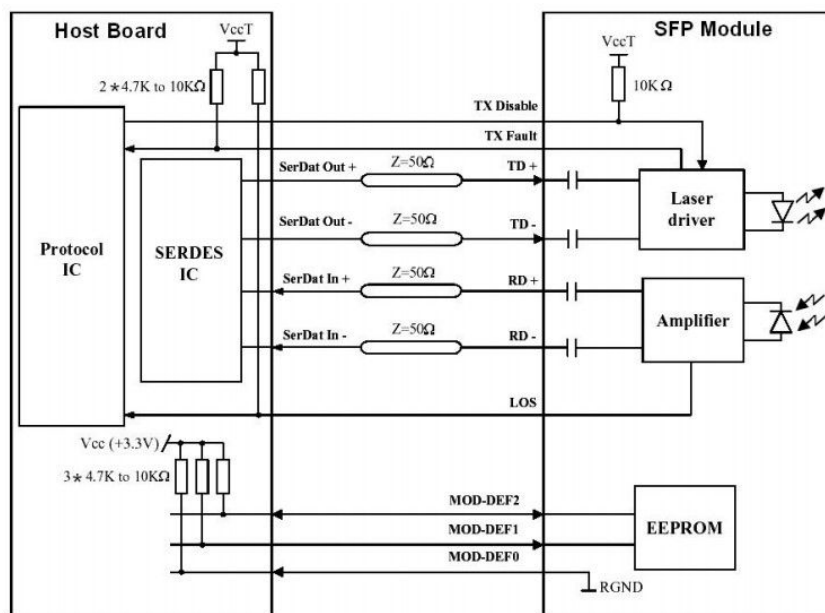 Host Board
SFP Module
VccT
VccT
2*4.7K to 10KΩ
10KΩ
TX Disable
TX Fault
SerDat Out +
Z=50Ω
TD +
SerDat Out -
Z=50Ω
TD -
Laser
driver
Protocol
IC
SERDES
IC
SerDat In +
Z=50Ω
RD +
Amplifier
SerDat In -
Z=50Ω
RD -
LOS
Vcc (+3.3V)
3*4.7K to 10KΩ
MOD-DEF2
MOD-DEF1
EEPROM
MOD-DEF0
RGND